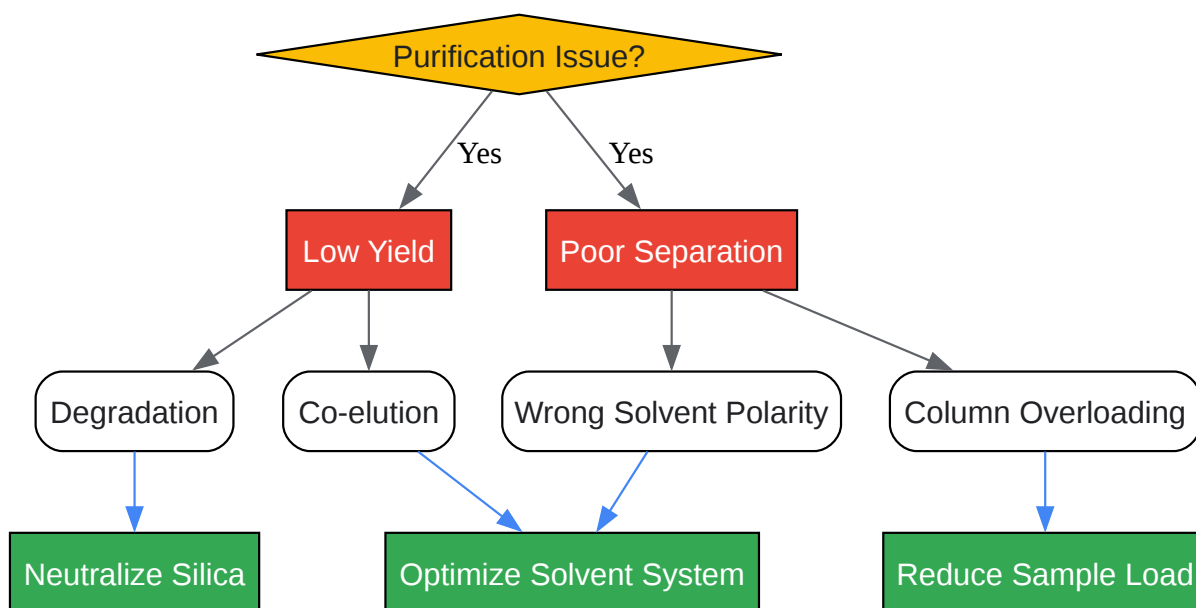 Purification Issue?
Yes
Yes
Low Yield
Poor Separation
Degradation
Co-elution
Wrong Solvent Polarity
Column Overloading
Neutralize Silica
Optimize Solvent System
Reduce Sample Load